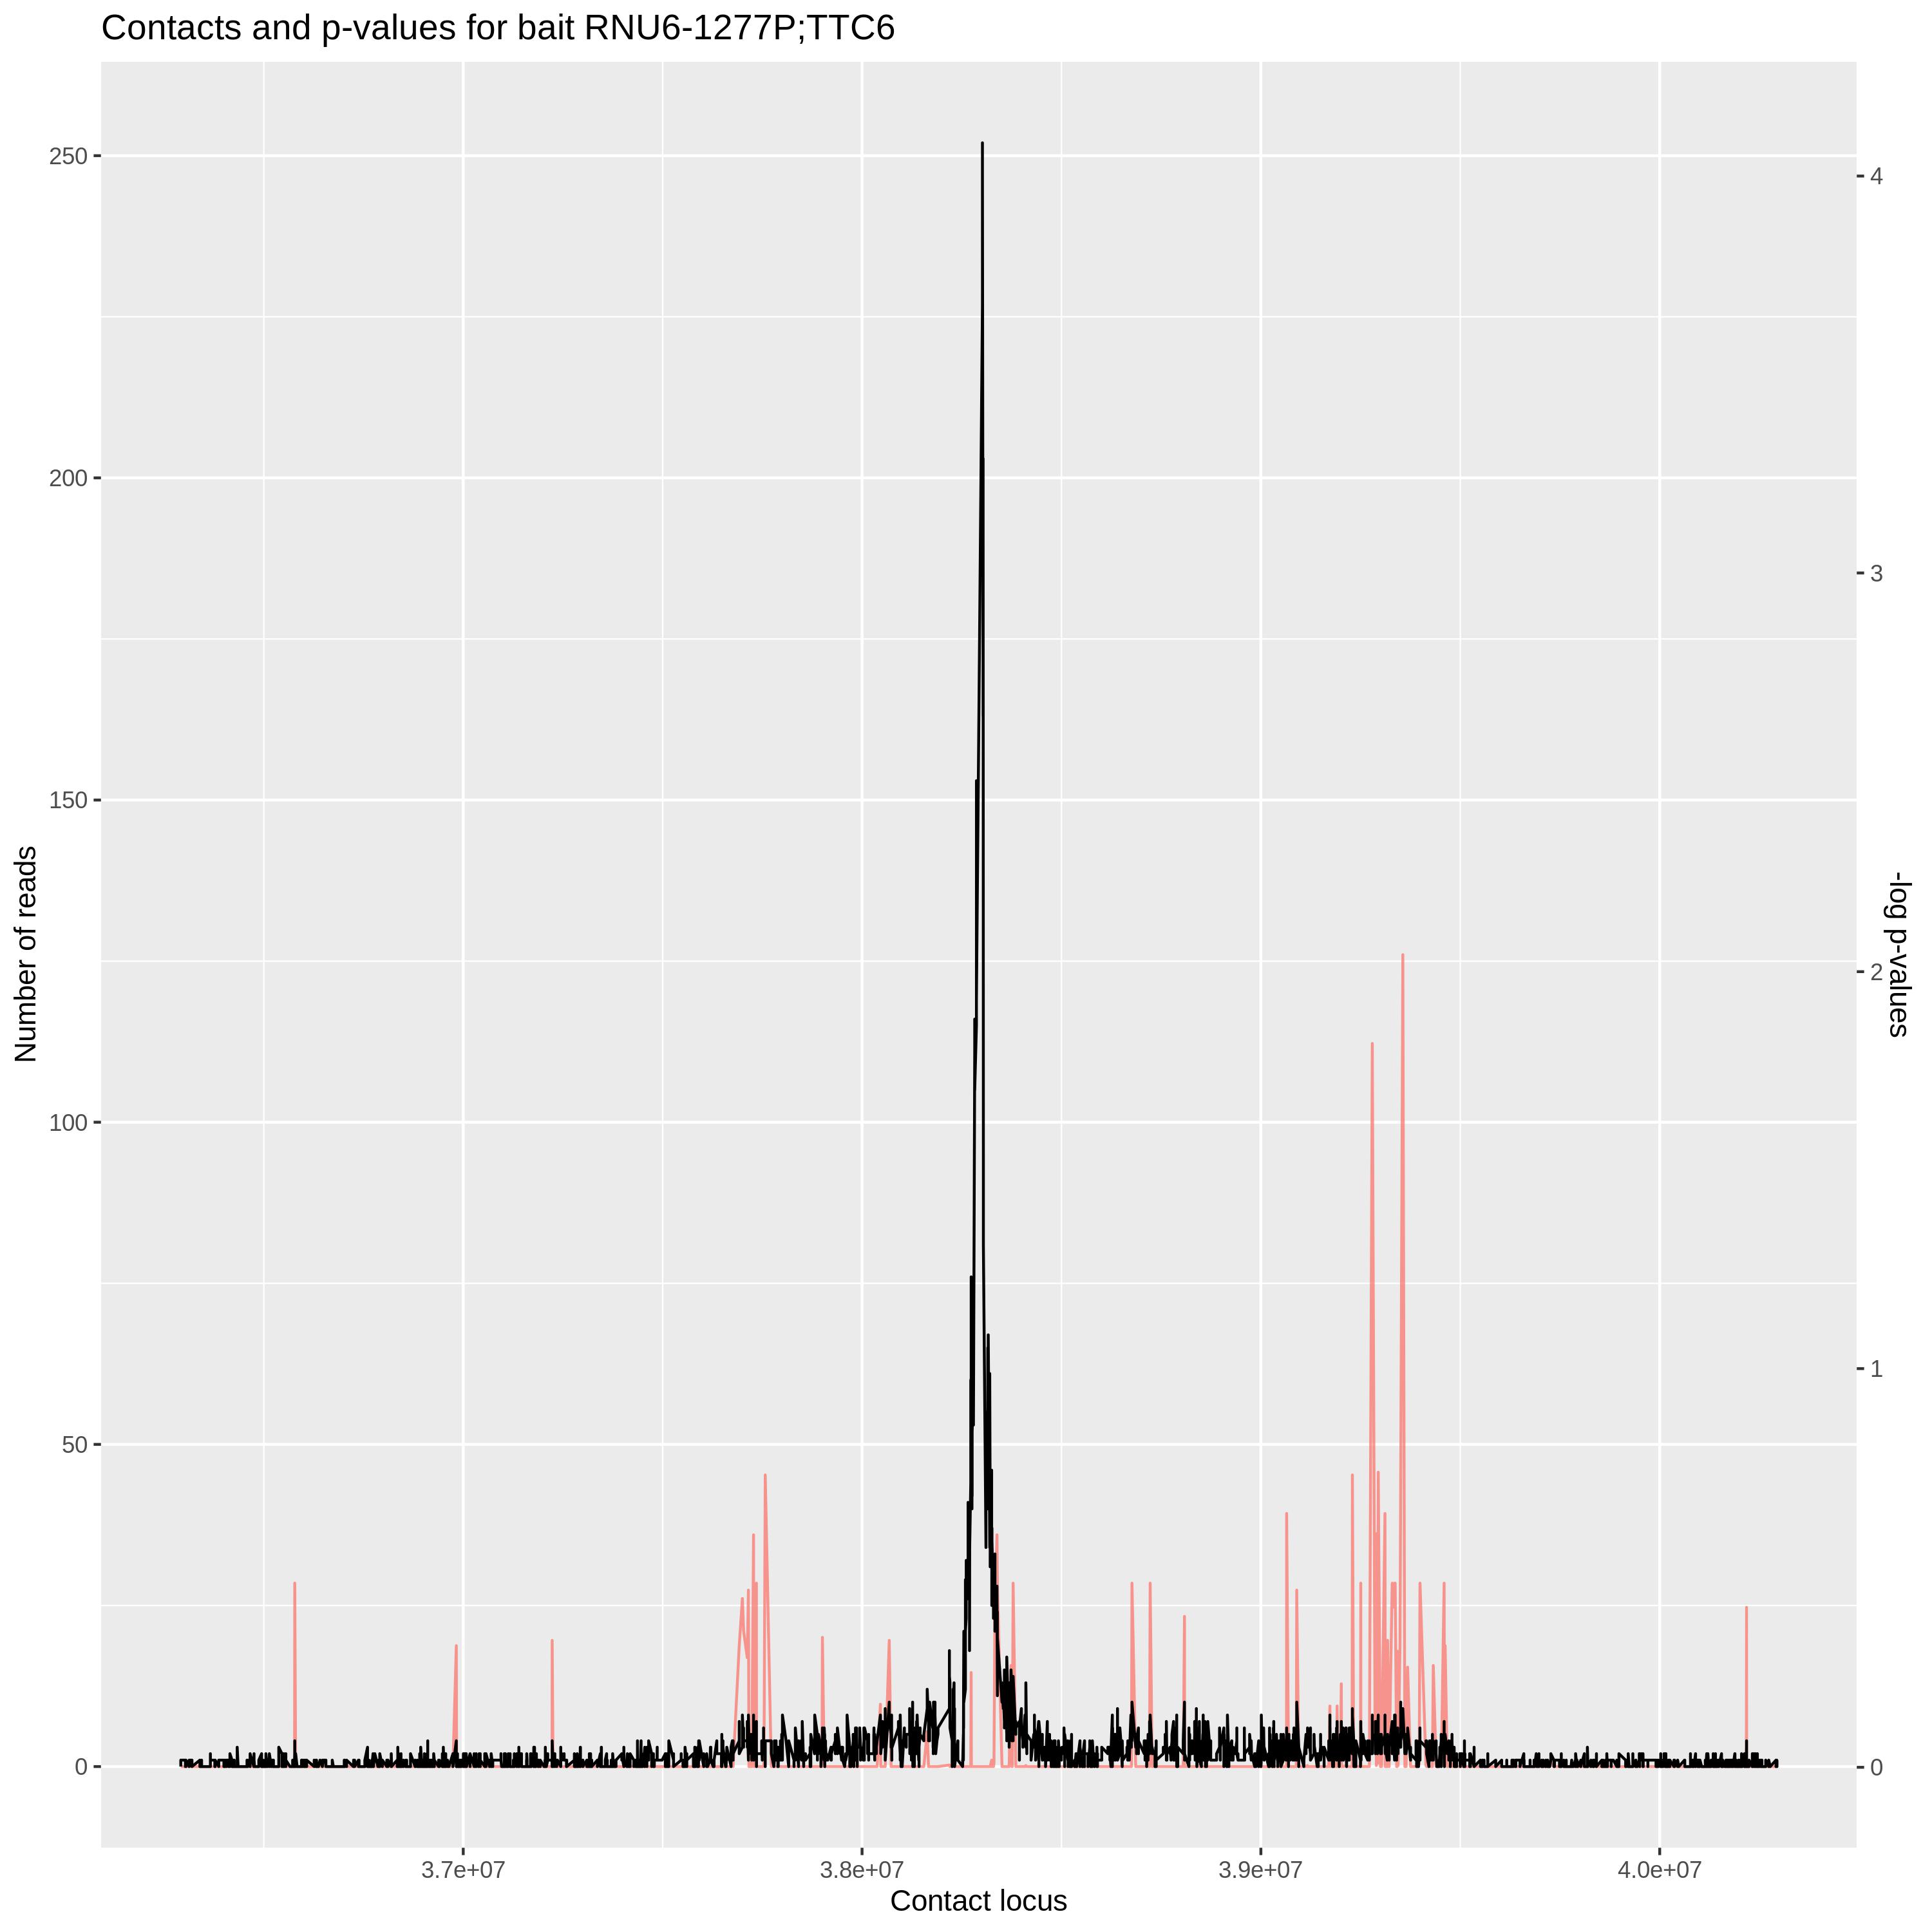 Contacts and p-values for bait RNU6-1277P;TTC6
250
200
150
100
50
0
Number of reads
4
3
2
1
0
-log p-values
3.7e+07
3.8e+07
3.9e+07
4.0e+07
Contact locus